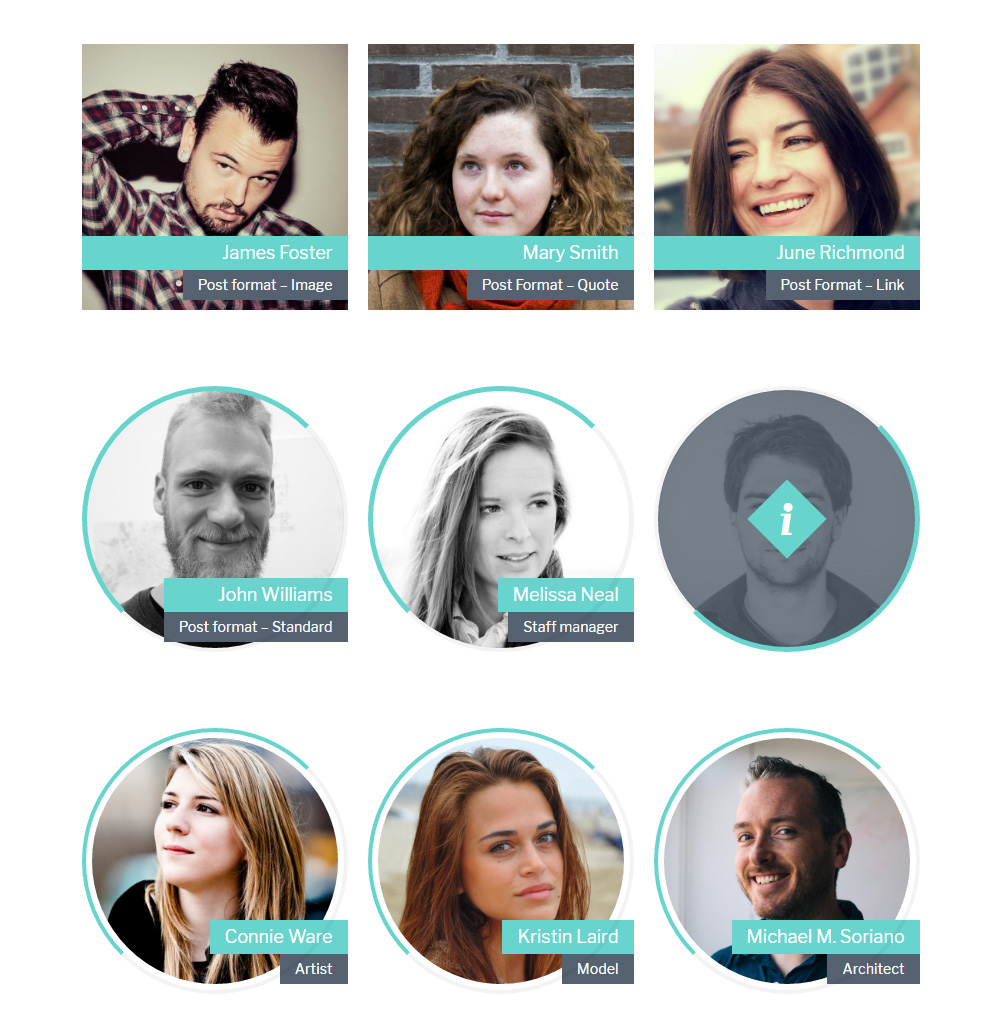 James Foster
Post format – Image
Mary Smith
Post Format – Quote
June Richmond
Post Format – Link
John Williams
Post format – Standard
Melissa Neal
Staff manager
i
Connie Ware
Artist
Kristin Laird
Model
Michael M. Soriano
Architect